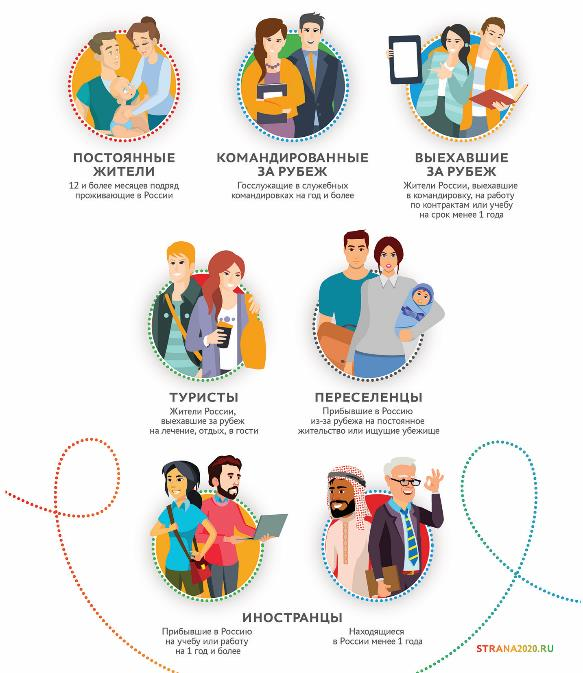 ПОСТОЯННЫЕ
ЖИТЕЛИ
12 и более месяцев подряд
проживающие в России
КОМАНДИРОВАННЫЕ
ЗА РУБЕЖ
Госслужащие в служебных
командировках на год и более
ВЫЕХАВШИЕ
ЗА РУБЕЖ
Жители России, выехавшие
в командировку, на работу
по контрактам или учебу
на срок менее 1 года
ТУРИСТЫ
Жители России,
выехавшие за рубеж
на лечение, отдых, в гости
ПЕРЕСЕЛЕНЦЫ
Прибывшие в Россию
из-за рубежа на постоянное
жительство или ищущие убежище
ИНОСТРАНЦЫ
Прибывшие в Россию
на учебу или работу
на 1 год и более
Находящиеся
в России менее 1 года
STRANA2020.RU